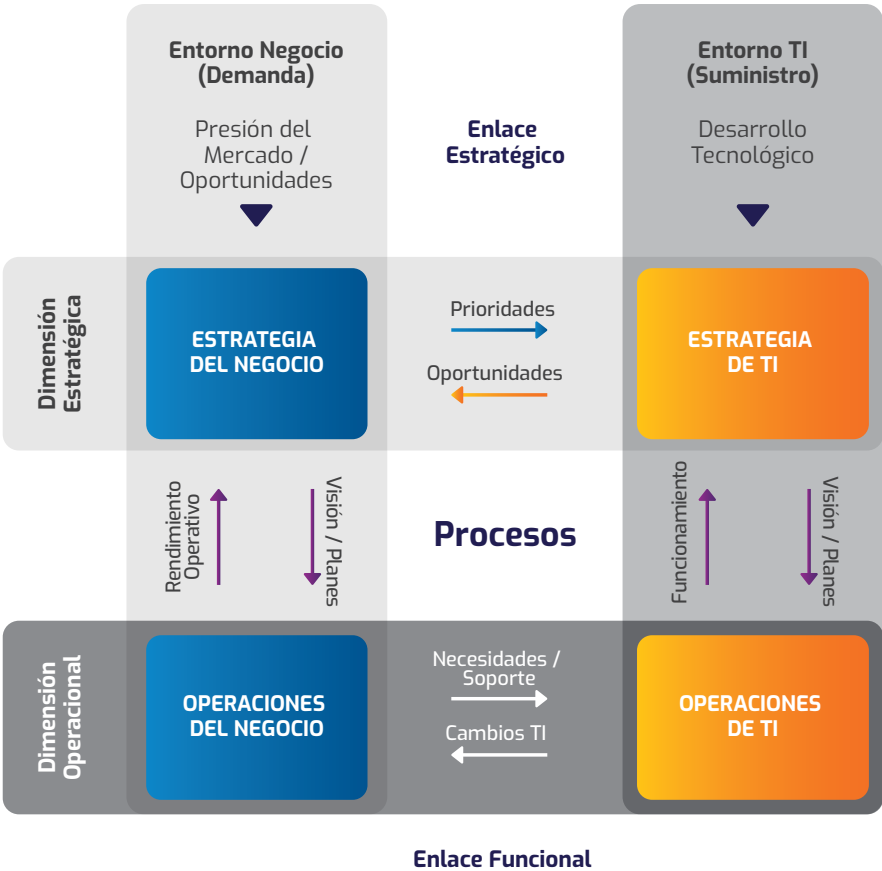 Entorno Negocio
(Demanda)
Presión del
Mercado /
Oportunidades
Enlace
Estratégico
Entorno TI
(Suministro)
Desarrollo
Tecnológico
Dimensión
Estratégica
ESTRATEGIA
DEL NEGOCIO
Prioridades
Oportunidades
ESTRATEGIA
DE TI
Rendimiento
Operativo
Visión / Planes
Procesos
Funcionamiento
Visión / Planes
Dimensión
Operacional
OPERACIONES
DEL NEGOCIO
Necesidades /
Soporte
Cambios TI
OPERACIONES
DE TI
Enlace Funcional